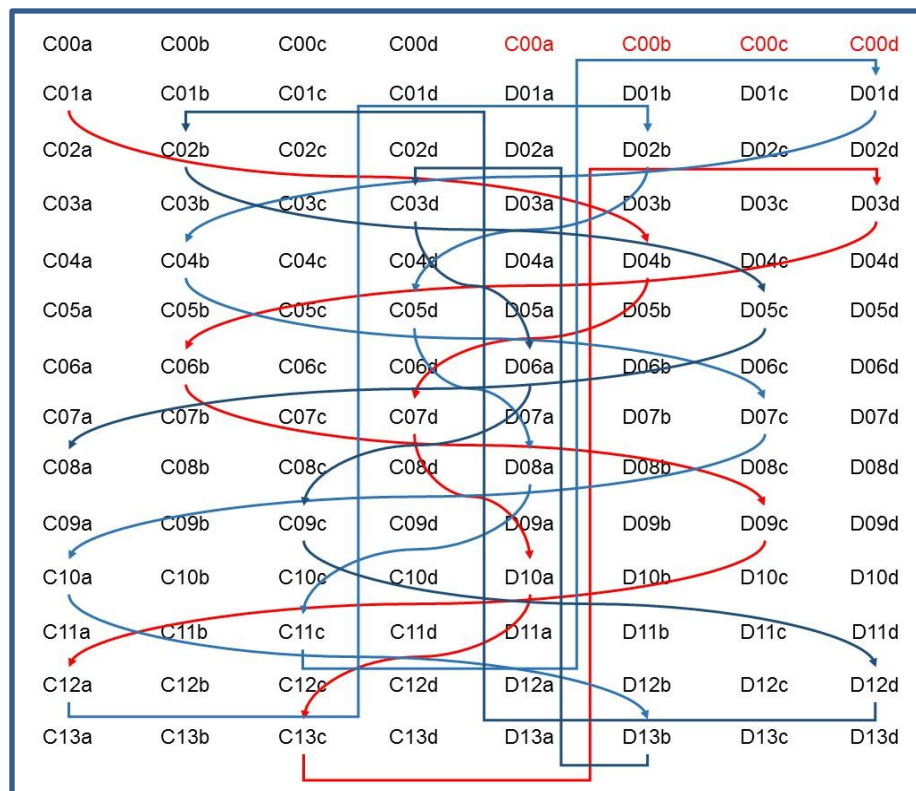 C00a C00b C00c C00d C00a C00b C00c C00d
C01a C01b C01c C01d D01a D01b D01c D01d
C02a C02b C02c C02d D02a D02b D02c D02d
C03a C03b C03c C03d D03a D03b D03c D03d
C04a C04b C04c C04d D04a D04b D04c D04d
C05a C05b C05c C05d D05a D05b D05c D05d
C06a C06b C06c C06d D06a D06b D06c D06d
C07a C07b C07c C07d D07a D07b D07c D07d
C08a C08b C08c C08d D08a D08b D08c D08d
C09a C09b C09c C09d D09a D09b D09c D09d
C10a C10b C10c C10d D10a D10b D10c D10d
C11a C11b C11c C11d D11a D11b D11c D11d
C12a C12b C12c C12d D12a D12b D12c D12d
C13a C13b C13c C13d D13a D13b D13c D13d